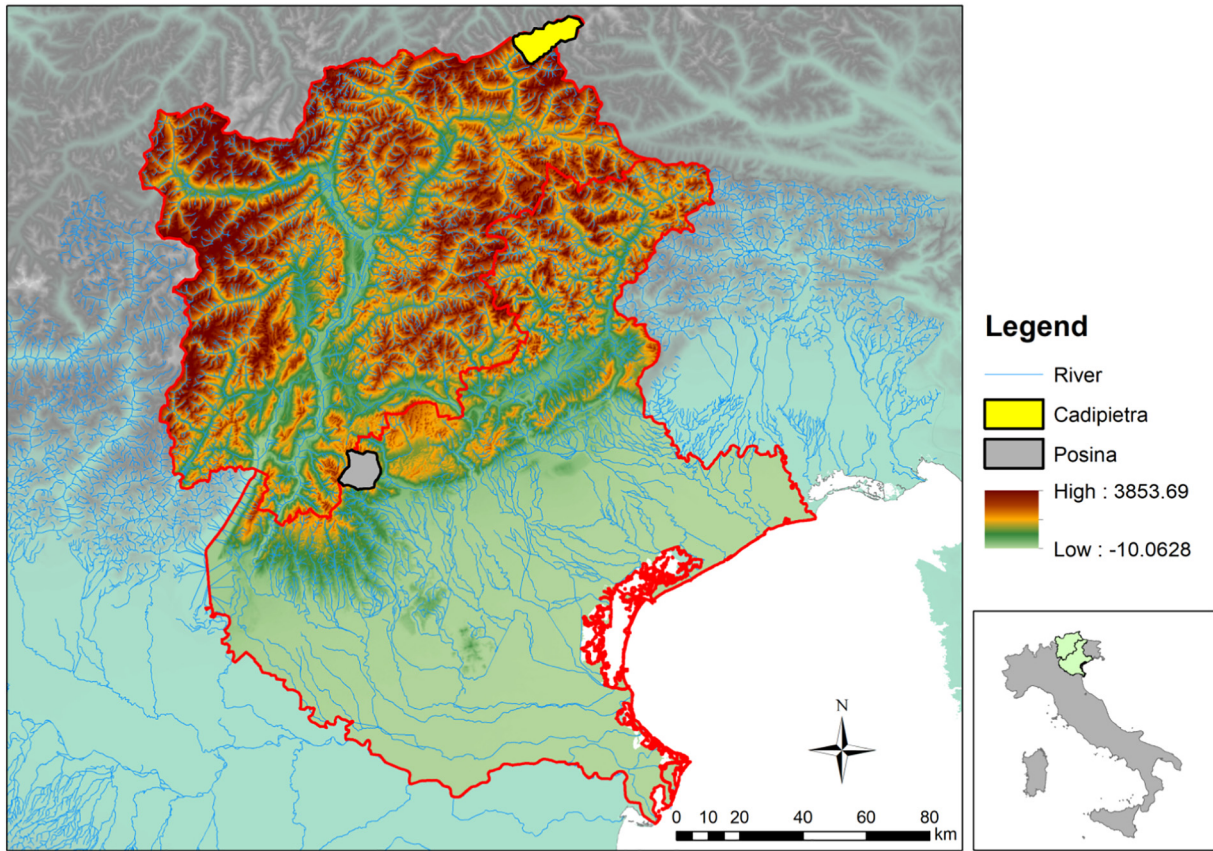 Legend
River
Cadipietra
Posina
High : 3853.69
Low : -10.0628
N
0 10 20 40 60 80
km